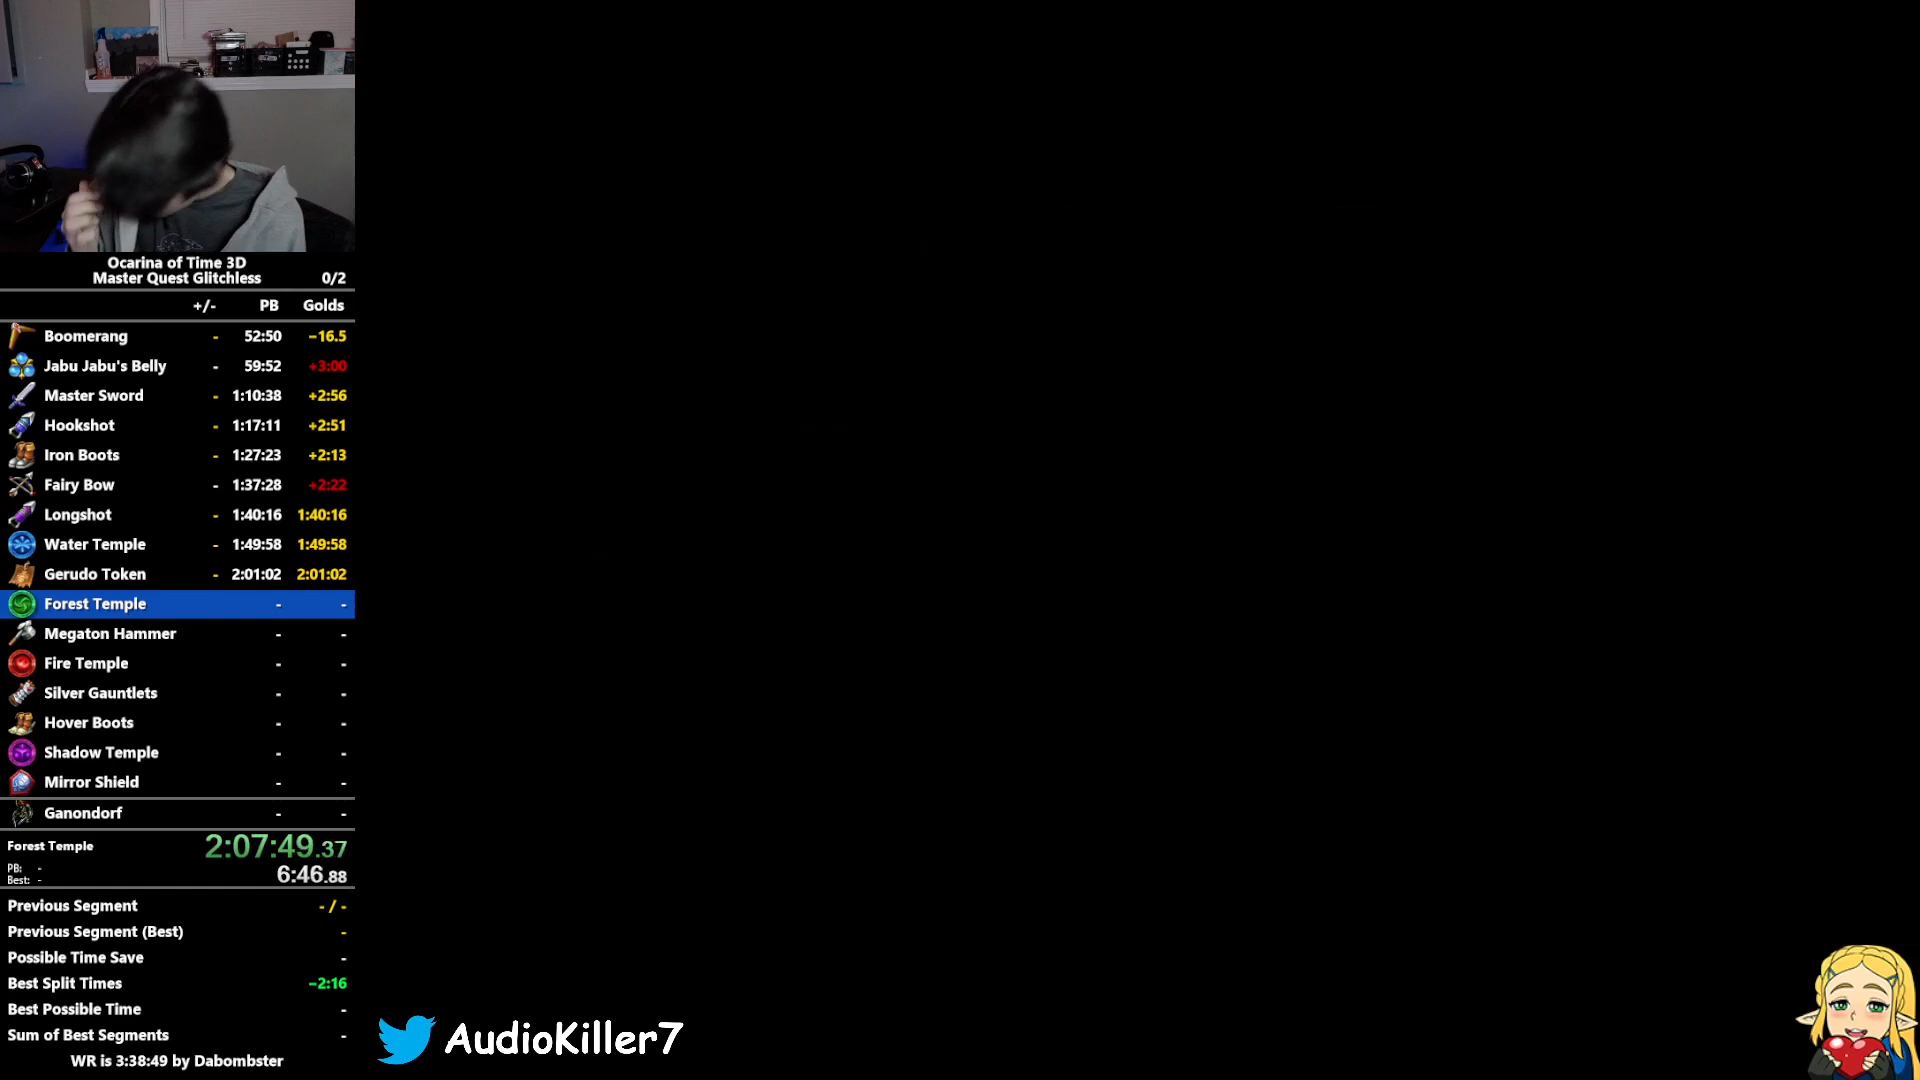 Ocarina of Time 3D
Master Quest Glitchless 0/2
+/- PB Golds
Boomerang - 52:50 −16.5
Jabu Jabu's Belly - 59:52 +3:00
Master Sword - 1:10:38 +2:56
Hookshot - 1:17:11 +2:51
Iron Boots - 1:27:23 +2:13
Fairy Bow - 1:37:28 +2:22
Longshot - 1:40:16 1:40:16
Water Temple - 1:49:58 1:49:58
Gerudo Token - 2:01:02 2:01:02
Forest Temple - -
Megaton Hammer - -
Fire Temple - -
Silver Gauntlets - -
Hover Boots - -
Shadow Temple - -
Mirror Shield - -
Ganondorf - -
Forest Temple 2:07:49.37
PB: -
Best: - 6:46.88
Previous Segment - / -
Previous Segment (Best) -
Possible Time Save -
Best Split Times −2:16
Best Possible Time -
Sum of Best Segments -
WR is 3:38:49 by Dabombster
AudioKiller7